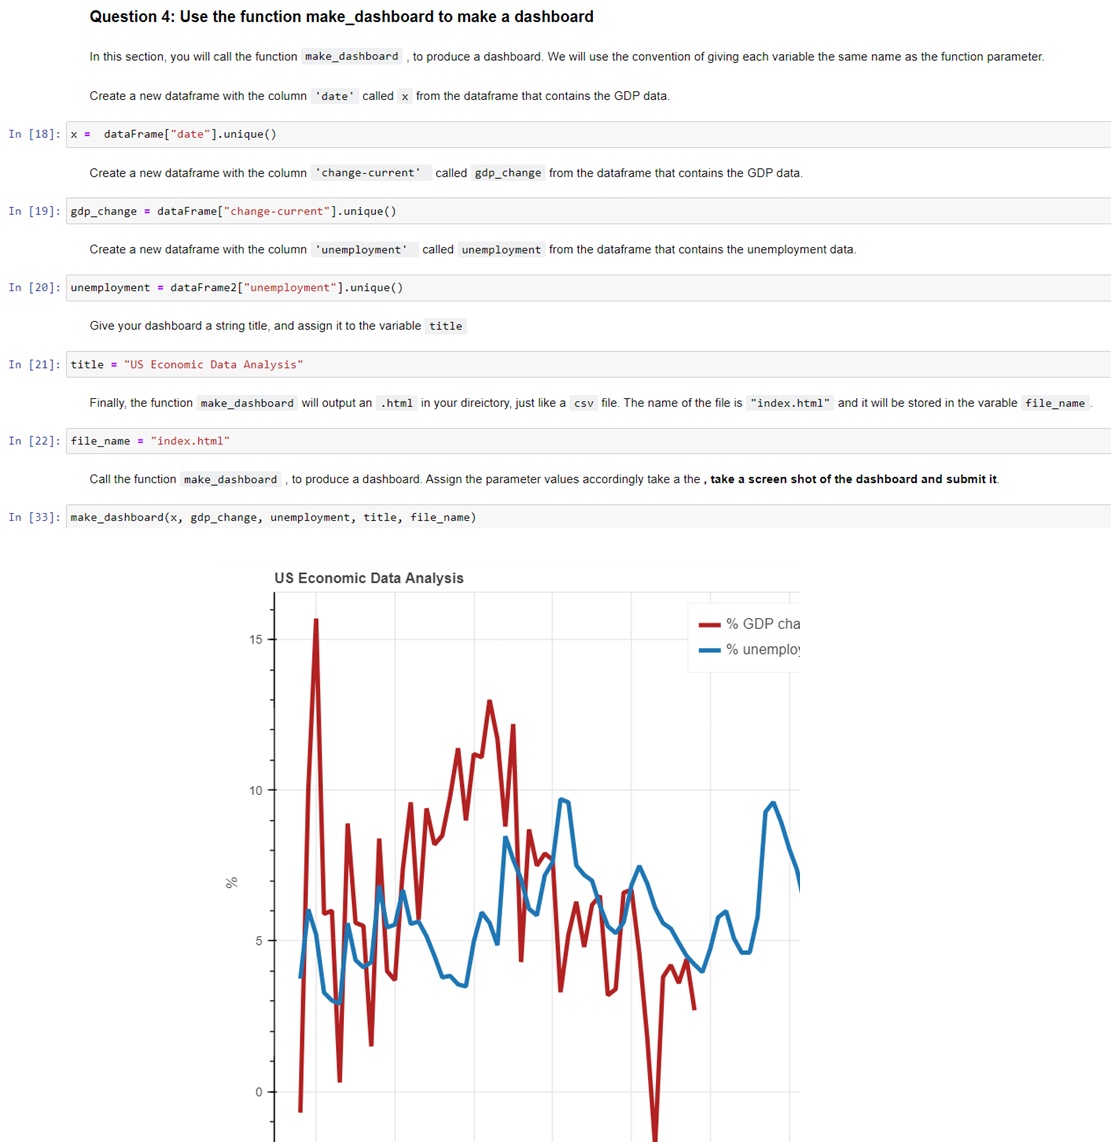 Question 4: Use the function make_dashboard to make a dashboard
In this section, you will call the function make_dashboard , to produce a dashboard. We will use the convention of giving each variable the same name as the function parameter.
Create a new dataframe with the column 'date' called x from the dataframe that contains the GDP data.
In [18]: x =  dataFrame["date"].unique()
Create a new dataframe with the column 'change-current' called gdp_change from the dataframe that contains the GDP data.
In [19]: gdp_change = dataFrame["change-current"].unique()
Create a new dataframe with the column 'unemployment' called unemployment from the dataframe that contains the unemployment data.
In [20]: unemployment = dataFrame2["unemployment"].unique()
Give your dashboard a string title, and assign it to the variable title
In [21]: title = "US Economic Data Analysis"
Finally, the function make_dashboard will output an .html in your direictory, just like a csv file. The name of the file is "index.html" and it will be stored in the varable file_name .
In [22]: file_name = "index.html"
Call the function make_dashboard , to produce a dashboard. Assign the parameter values accordingly take a the , take a screen shot of the dashboard and submit it.
In [33]: make_dashboard(x, gdp_change, unemployment, title, file_name)
US Economic Data Analysis
% GDP cha
% unemploy
15
10
%
5
0